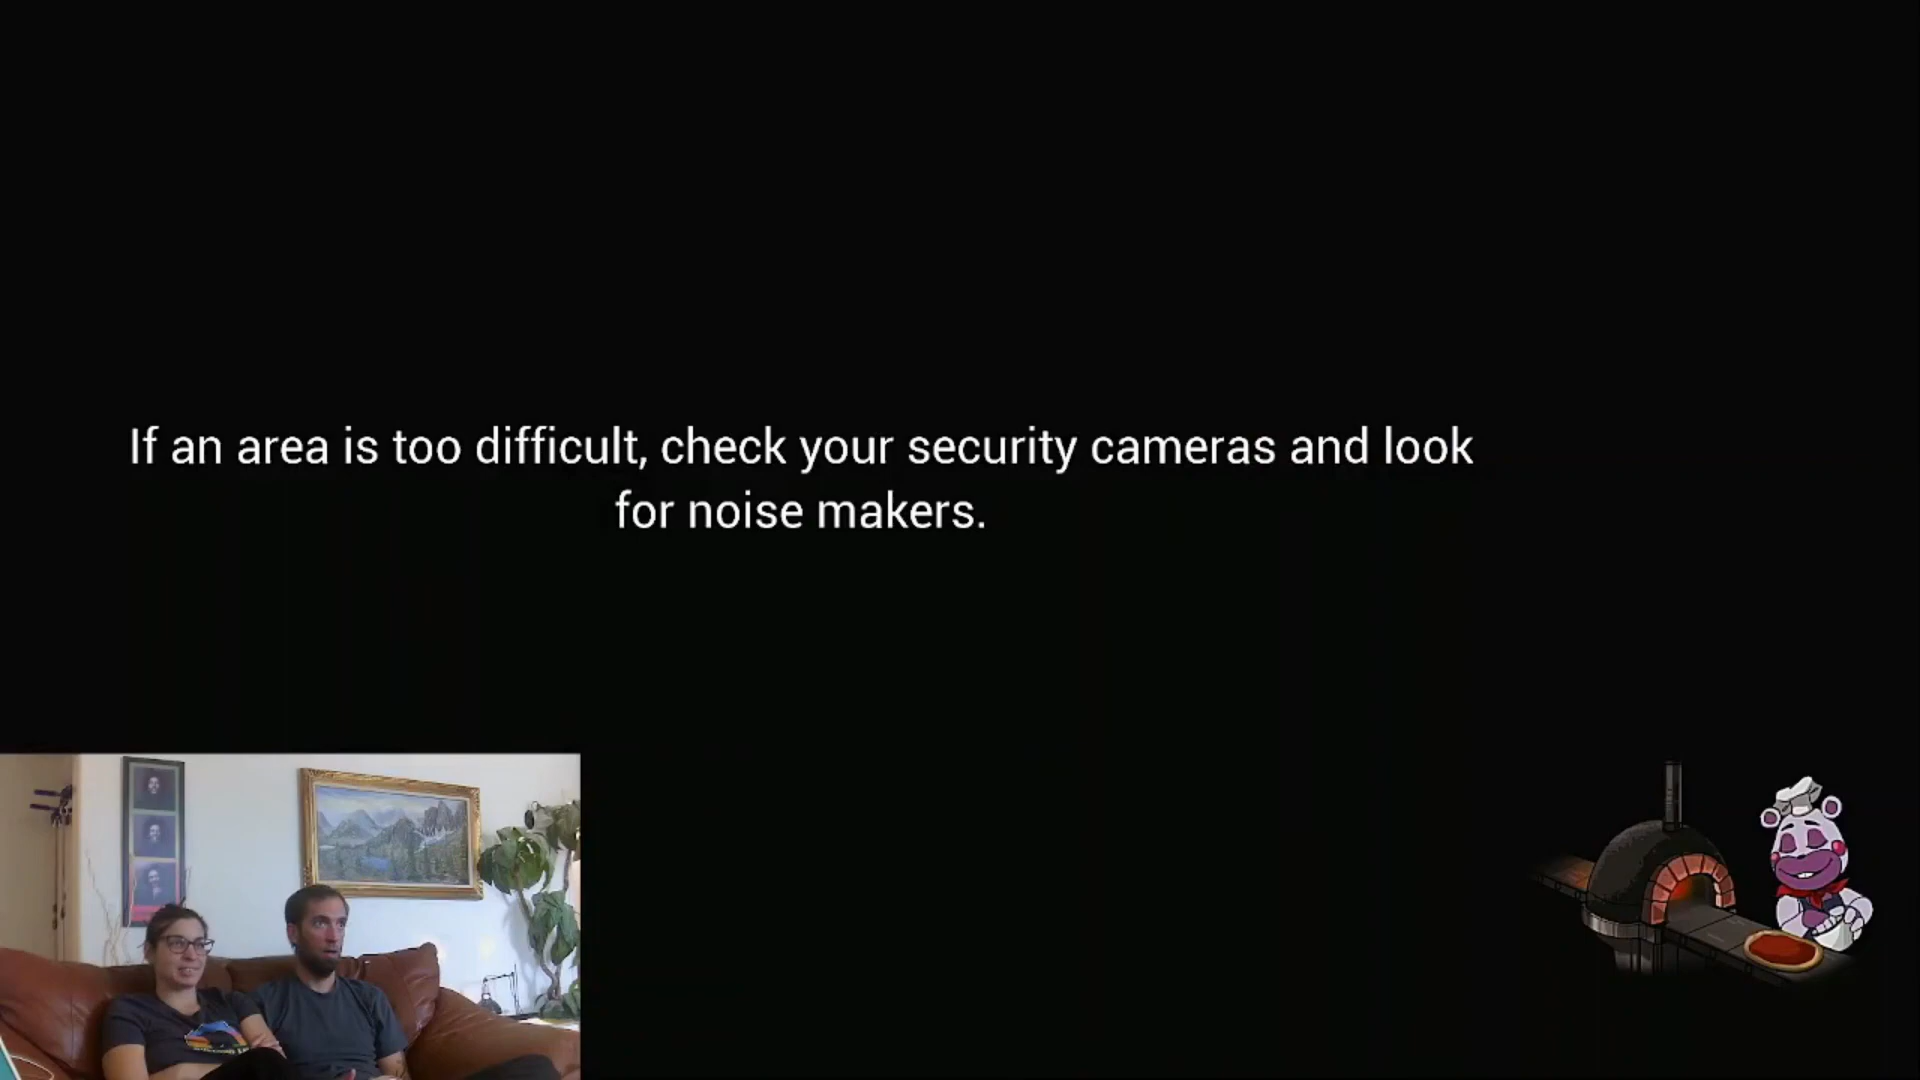 If an area is too difficult, check your security cameras and look
for noise makers.